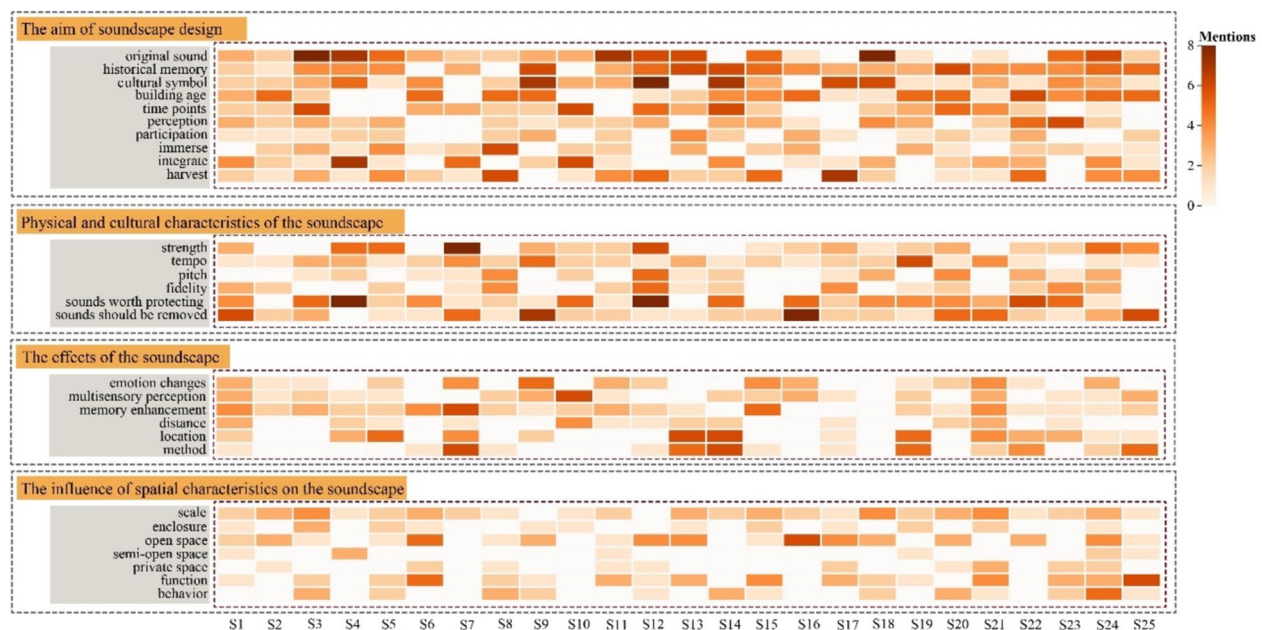 The aim of soundscape design
Mentions
original sound
historical memory
cultural symbol
building age
time points
perception
participation
immerse
integrate
harvest
8
6
4
2
0
Physical and cultural characteristics of the soundscape
strength
tempo
pitch
fidelity
sounds worth protecting
sounds should be removed
The effects of the soundscape
emotion changes
multisensory perception
memory enhancement
distance
location
method
The influence of spatial characteristics on the soundscape
scale
enclosure
open space
semi-open space
private space
function
behavior
S1 S2 S3 S4 S5 S6 S7 S8 S9 S10 S11 S12 S13 S14 S15 S16 S17 S18 S19 S20 S21 S22 S23 S24 S25